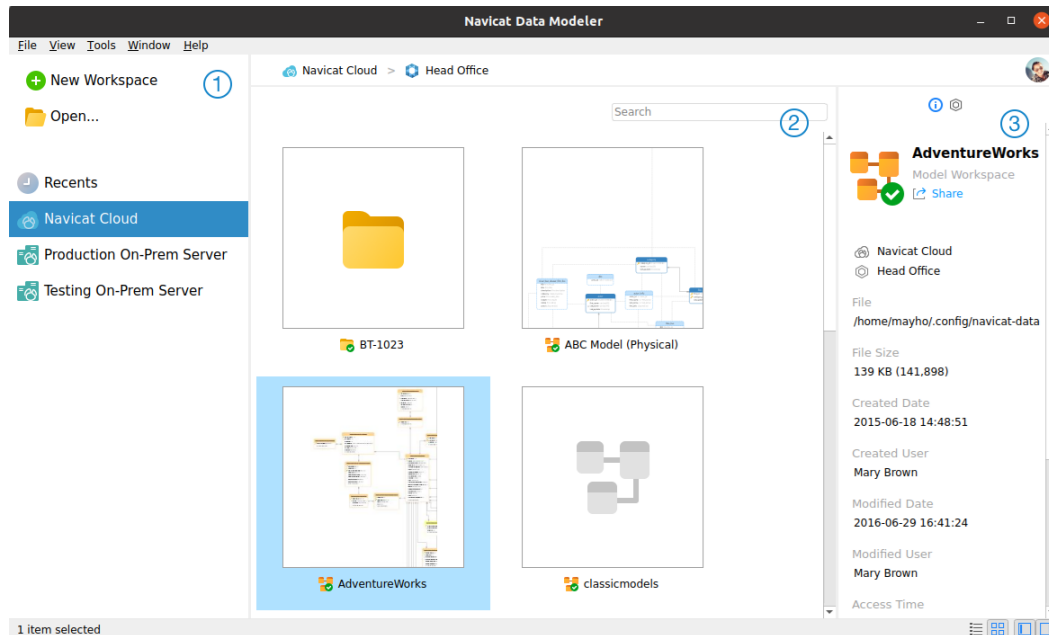 Navicat Data Modeler
File View Tools Window Help
New Workspace
1
Open...
Recents
Navicat Cloud
Production On-Prem Server
Testing On-Prem Server
Navicat Cloud > Head Office
Search
2
BT-1023
ABC Model (Physical)
AdventureWorks
classicmodels
3
AdventureWorks
Model Workspace
Share
Navicat Cloud
Head Office
File
/home/mayho/.config/navicat-data
File Size
139 KB (141,898)
Created Date
2015-06-18 14:48:51
Created User
Mary Brown
Modified Date
2016-06-29 16:41:24
Modified User
Mary Brown
Access Time
1 item selected